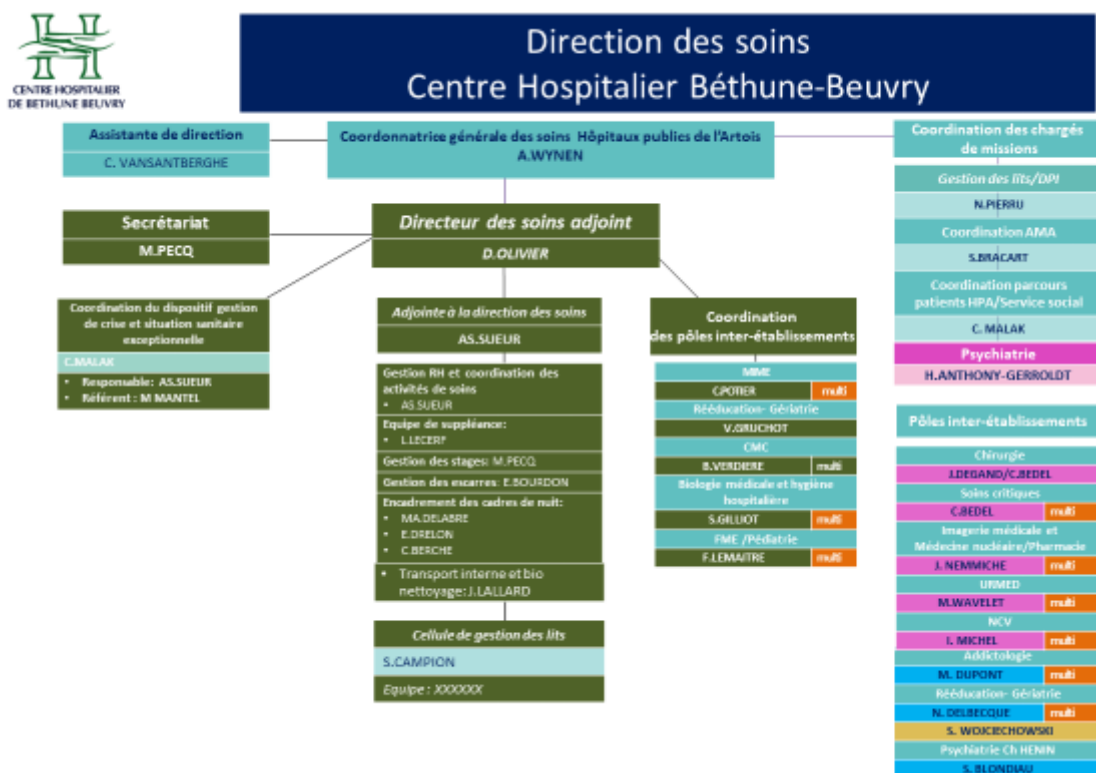 CENTRE HOSPITALIER
DE BÉTHUNE BEUVRY
Direction des soins
Centre Hospitalier Béthune-Beuvry
Assistante de direction
C. VANSANTBERGHE
Coordonnatrice générale des soins Hôpitaux publics de l'Artois
A.WYNEN
Secrétariat
M.PECQ
Directeur des soins adjoint
D.OLIVIER
Coordination du dispositif gestion
de crise et situation sanitaire
exceptionnelle
C.MALAK
• Responsable: AS.SUEUR
• Référent : M MANTEL
Adjointe à la direction des soins
AS.SUEUR
Gestion RH et coordination des
activités de soins
• AS.SUEUR
Equipe de suppléance:
• L.LECERF
Gestion des stages: M.PECQ
Gestion des escarres: E.BOURDON
Encadrement des cadres de nuit:
• MA.DELABRE
• E.DRELON
• C.BERCHE
• Transport interne et bio
nettoyage: J.LALLARD
Cellule de gestion des lits
S.CAMPION
Equipe : XXXXXX
Coordination
des pôles inter-établissements
MIME
C.POTIER multi
Rééducation- Gériatrie
V.GRUCHOT
CMC
B.VERDIERE multi
Biologie médicale et hygiène
hospitalière
S.GILLIOT multi
FME /Pédiatrie
F.LEMAITRE multi
Coordination des chargés
de missions
Gestion des lits/DPI
N.PIERRU
Coordination AMA
S.BRACART
Coordination parcours
patients HPA/Service social
C. MALAK
Psychiatrie
H.ANTHONY-GERROLDT
Pôles inter-établissements
Chirurgie
J.DEGAND/C.BEDEL
Soins critiques
C.BEDEL multi
Imagerie médicale et
Médecine nucléaire/Pharmacie
J. NEMMICHE multi
URMED
M.WAVELET multi
NCV
I. MICHEL multi
Addictologie
M. DUPONT multi
Rééducation- Gériatrie
N. DELBECQUE multi
S. WOJCIECHOWSKI
Psychiatrie Ch HENIN
S. BLONDIAU